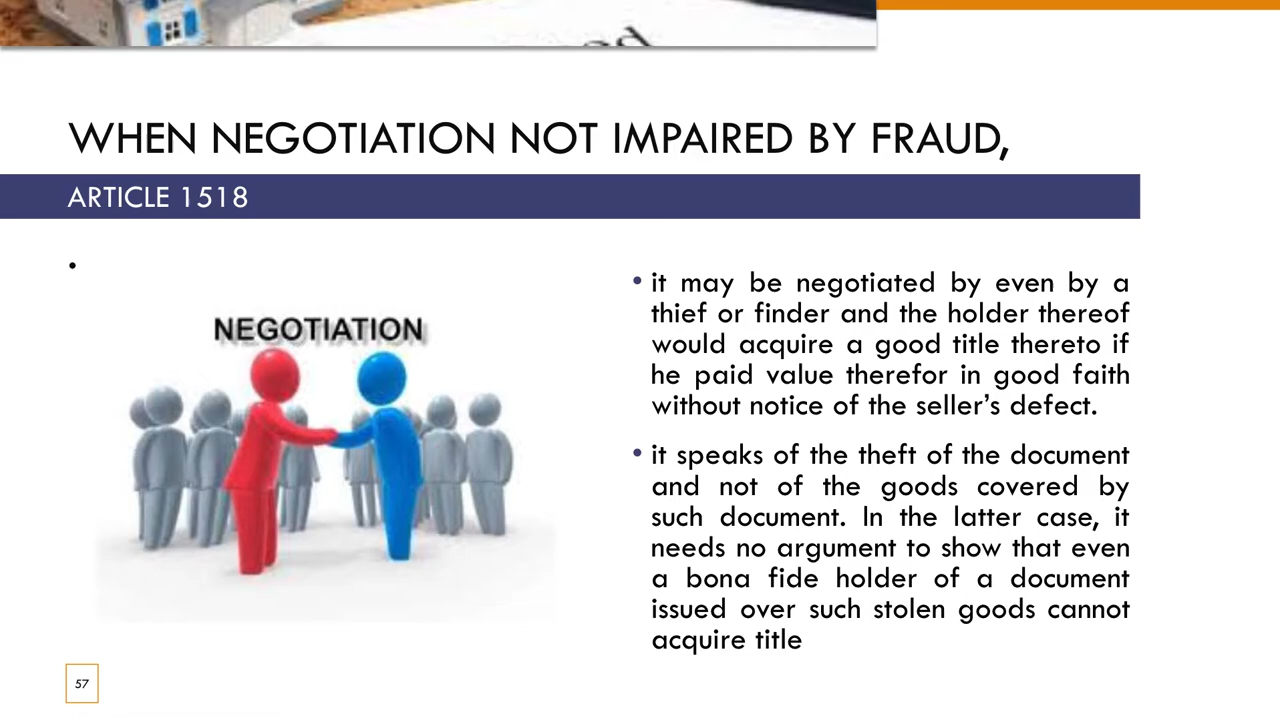 WHEN NEGOTIATION NOT IMPAIRED BY FRAUD,
ARTICLE 1518
•
NEGOTIATION
• it may be negotiated by even by a
thief or finder and the holder thereof
would acquire a good title thereto if
he paid value therefor in good faith
without notice of the seller’s defect.
• it speaks of the theft of the document
and not of the goods covered by
such document. In the latter case, it
needs no argument to show that even
a bona fide holder of a document
issued over such stolen goods cannot
acquire title
57